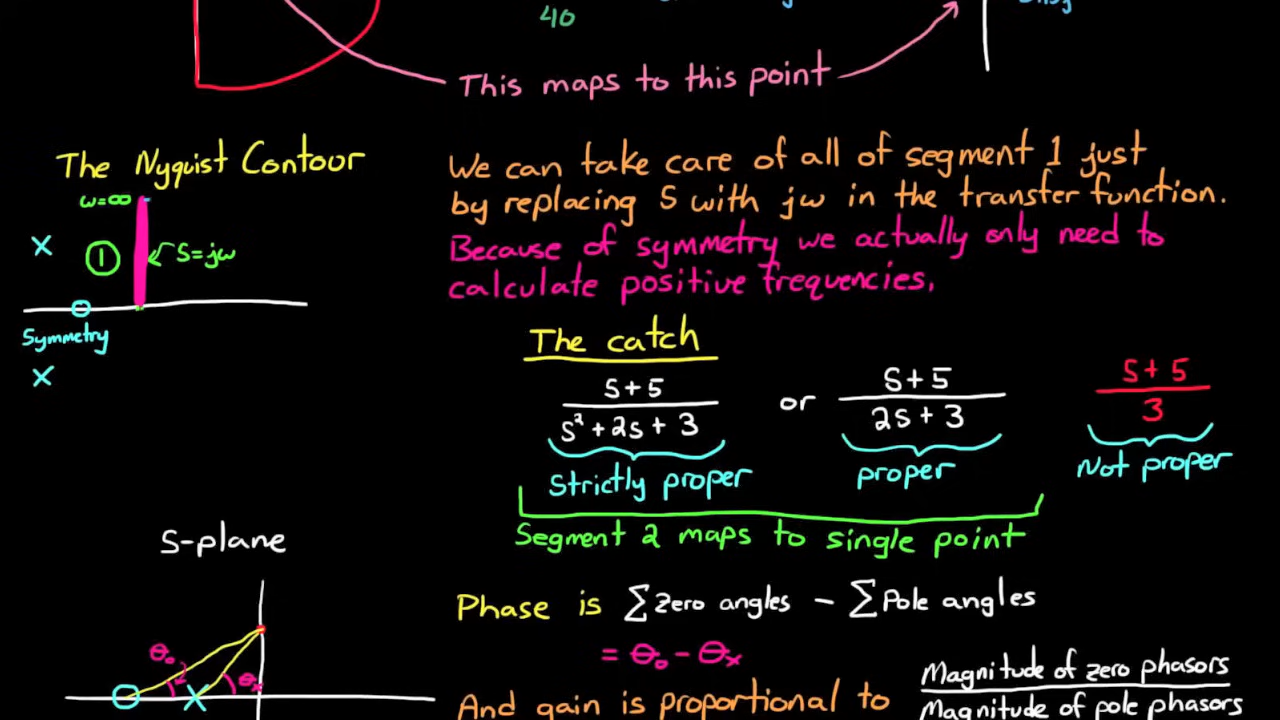 40
This maps to this point
The Nyquist Contour
ω=∞
①
S=jω
Symmetry
We can take care of all of segment 1 just
by replacing S with jω in the transfer function.
Because of symmetry we actually only need to
calculate positive frequencies.
The catch
S+5
S²+2S+3
or
S+5
2S+3
S+5
3
Strictly proper
proper
Not proper
Segment 2 maps to single point
S-plane
θₒ
θₓ
Phase is ΣZero angles - ΣPole angles
= θₒ - θₓ
And gain is proportional to
Magnitude of zero phasors
Magnitude of pole phasors